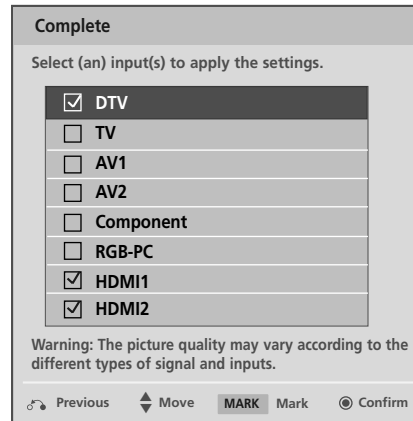 Complete
Select (an) input(s) to apply the settings.
DTV
TV
AV1
AV2
Component
RGB-PC
HDMI1
HDMI2
Warning: The picture quality may vary according to the
different types of signal and inputs.
Previous Move MARK Mark Confirm